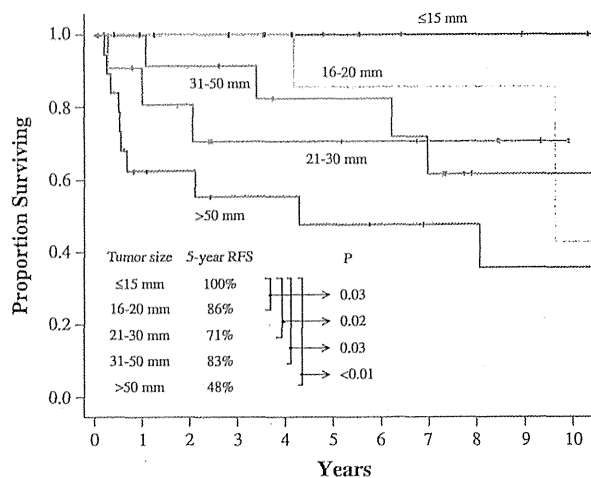 Proportion Surviving
1.0
0.8
0.6
0.4
0.2
0.0
≤15 mm
16-20 mm
31-50 mm
21-30 mm
>50 mm
Tumor size 5-year RFS P
≤15 mm 100%
16-20 mm 86%
21-30 mm 71%
31-50 mm 83%
>50 mm 48%
0.03
0.02
0.03
<0.01
0 1 2 3 4 5 6 7 8 9 10
Years